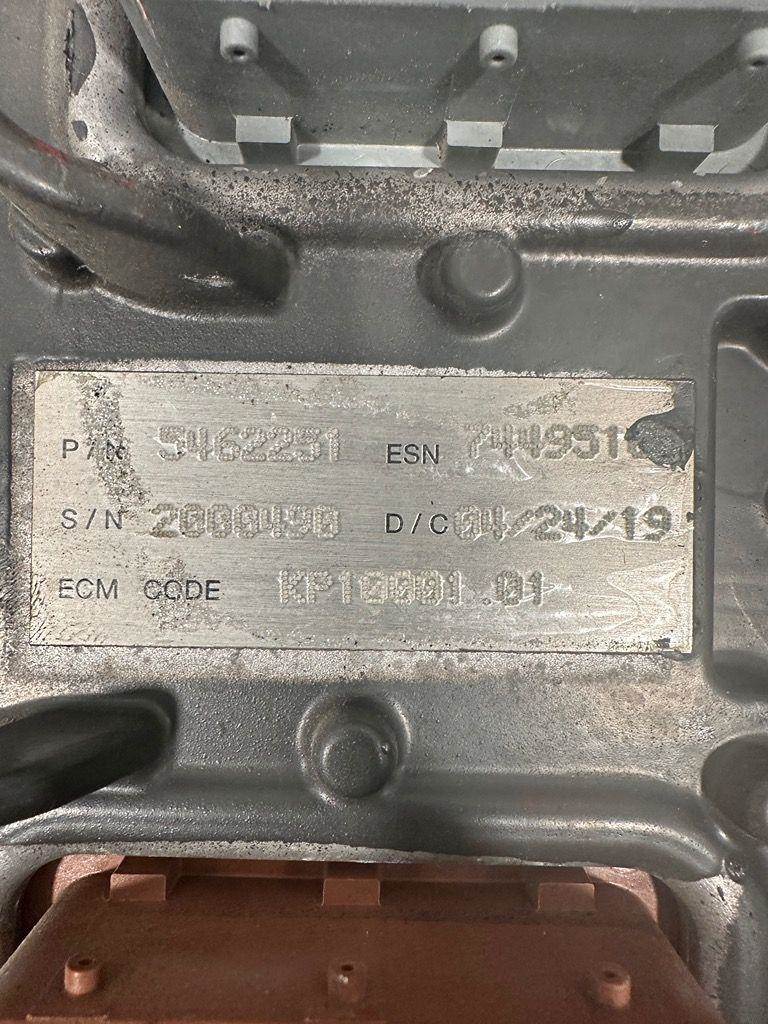 P/N 5462251 ESN
S/N 2000490 D/C 04/24/19
ECM CODE KP10001.01